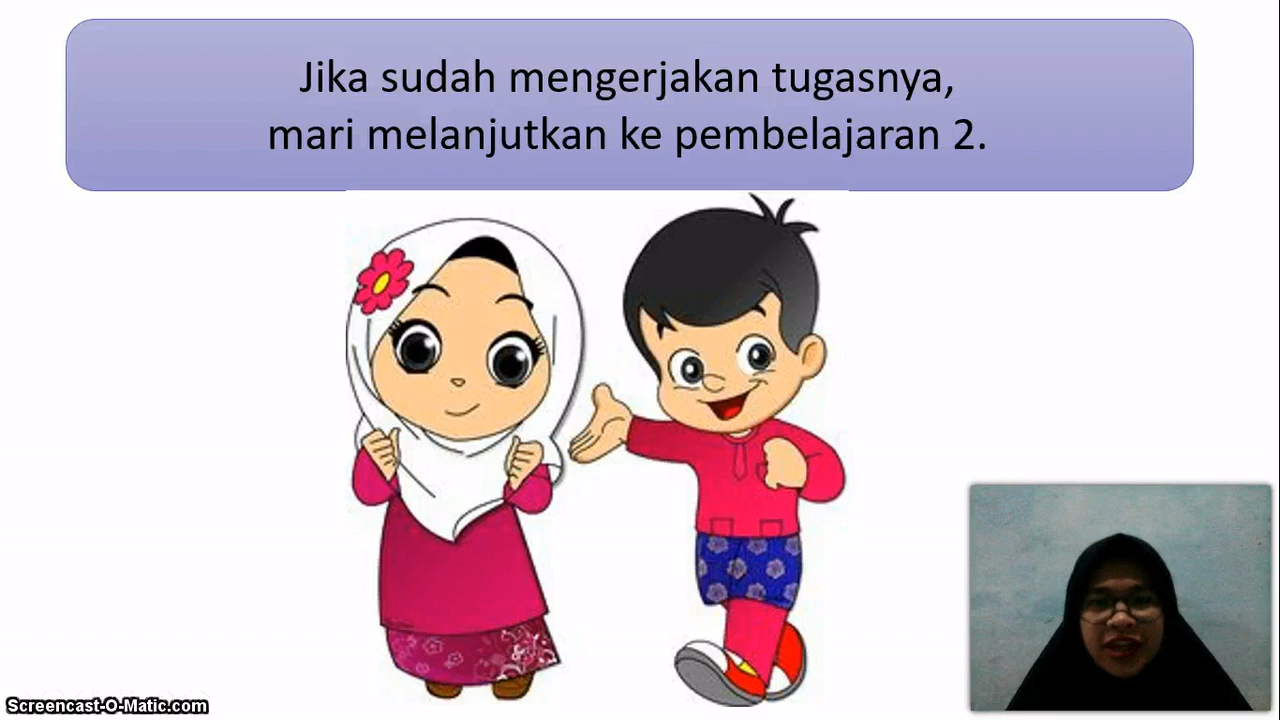 Jika sudah mengerjakan tugasnya,
mari melanjutkan ke pembelajaran 2.
Screencast-O-Matic.com